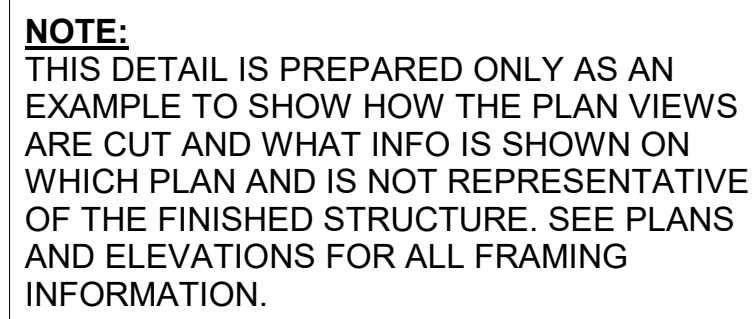 NOTE:
THIS DETAIL IS PREPARED ONLY AS AN
EXAMPLE TO SHOW HOW THE PLAN VIEWS
ARE CUT AND WHAT INFO IS SHOWN ON
WHICH PLAN AND IS NOT REPRESENTATIVE
OF THE FINISHED STRUCTURE. SEE PLANS
AND ELEVATIONS FOR ALL FRAMING
INFORMATION.